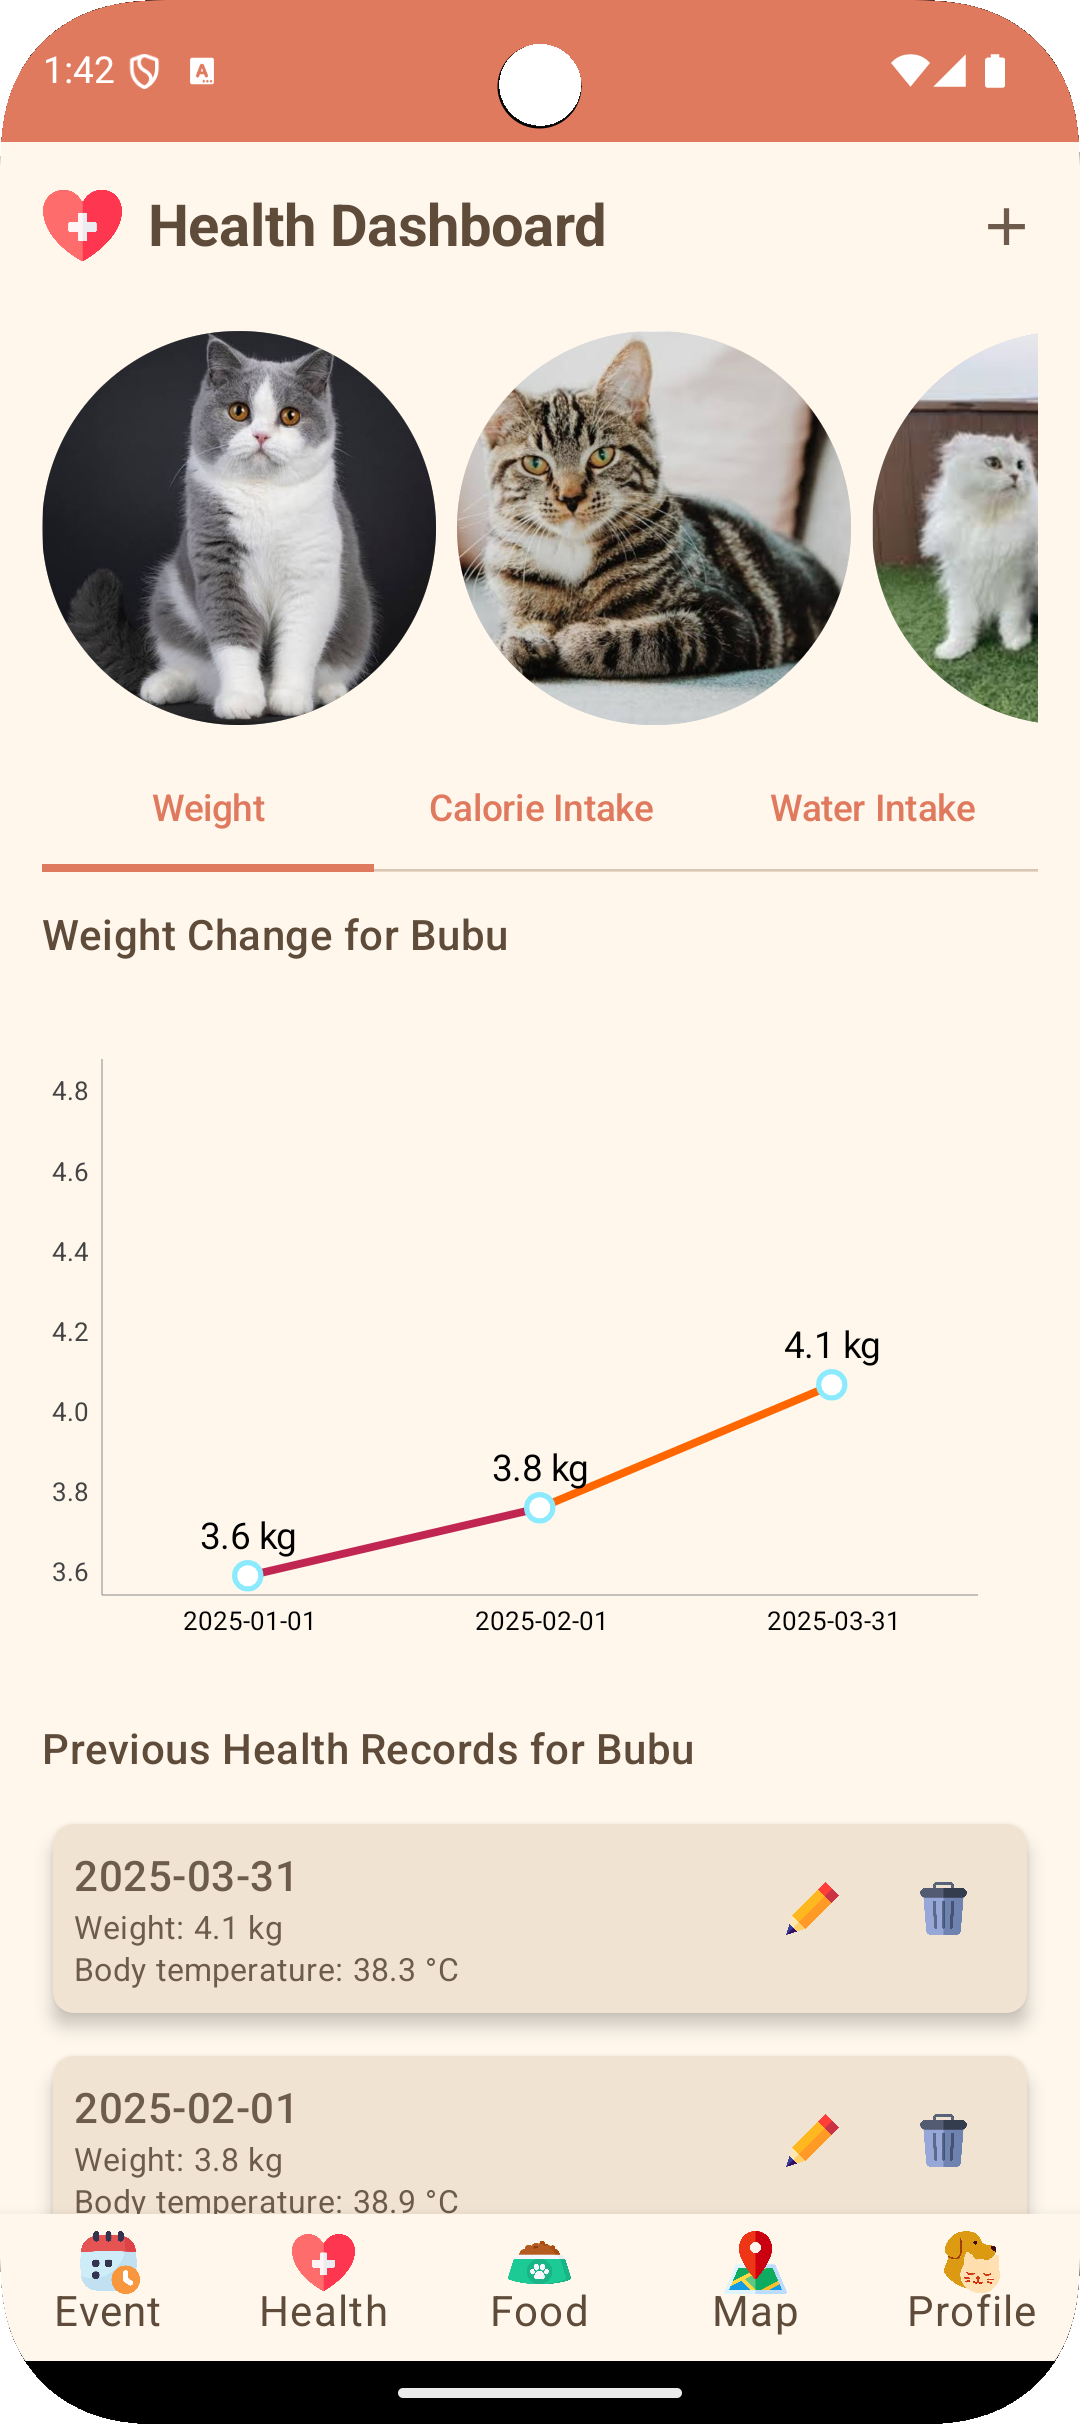 1:42
Health Dashboard
Weight
Calorie Intake
Water Intake
Weight Change for Bubu
4.8
4.6
4.4
4.2
4.0
3.8
3.6
3.6 kg
3.8 kg
4.1 kg
2025-01-01
2025-02-01
2025-03-31
Previous Health Records for Bubu
2025-03-31
Weight: 4.1 kg
Body temperature: 38.3 °C
2025-02-01
Weight: 3.8 kg
Body temperature: 38.9 °C
Event
Health
Food
Map
Profile